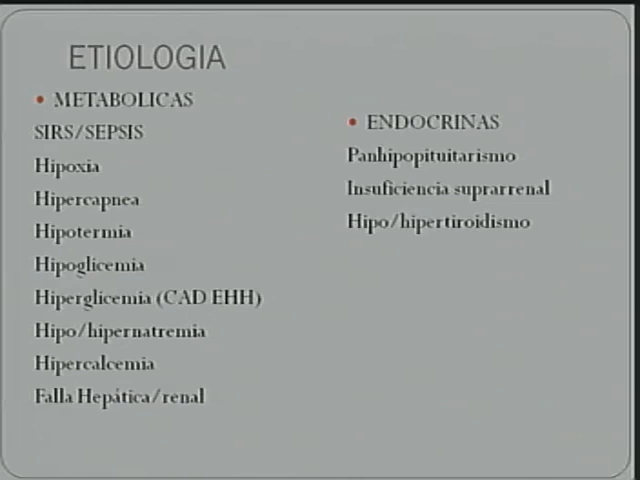 ETIOLOGIA
METABOLICAS
SIRS/SEPSIS
Hipoxia
Hipercapnea
Hipotermia
Hipoglicemia
Hiperglicemia (CAD EHH)
Hipo/hipernatremia
Hipercalcemia
Falla Hepática/renal
ENDOCRINAS
Panhipopituitarismo
Insuficiencia suprarrenal
Hipo/hipertiroidismo